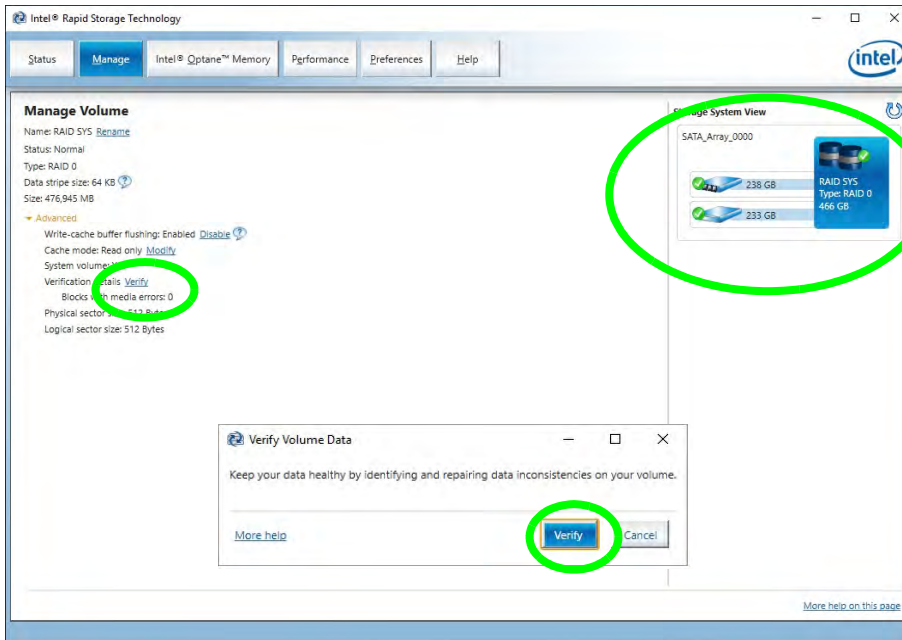 Intel® Rapid Storage Technology
Status Manage Intel® Optane™ Memory Performance Preferences Help
intel
Manage Volume
Name: RAID SYS Rename
Status: Normal
Type: RAID 0
Data stripe size: 64 KB ?
Size: 476,945 MB
Advanced
Write-cache buffer flushing: Enabled Disable ?
Cache mode: Read only Modify
System volume:
Verification details Verify
Blocks with media errors: 0
Physical sector size: 512 Bytes
Logical sector size: 512 Bytes
Storage System View
SATA_Array_0000
238 GB
233 GB
RAID SYS
Type: RAID 0
466 GB
Verify Volume Data
Keep your data healthy by identifying and repairing data inconsistencies on your volume.
More help
Verify Cancel
More help on this page